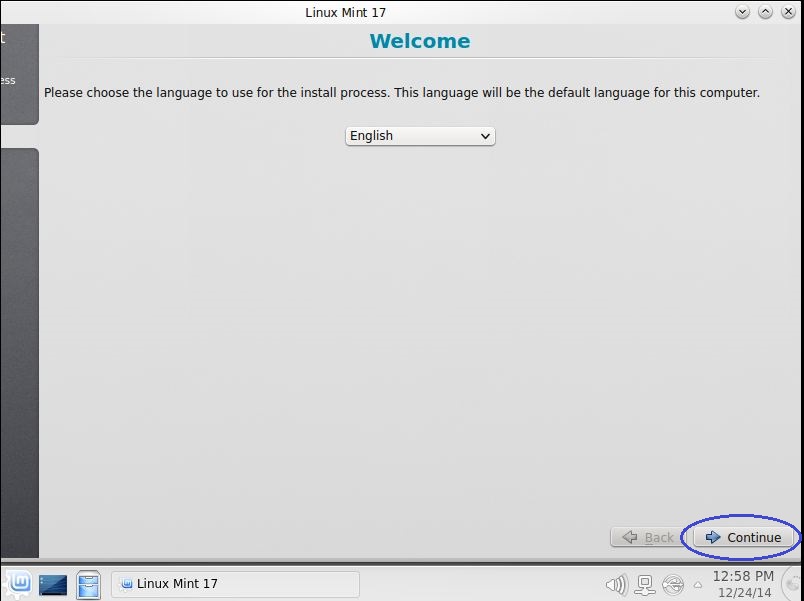 Linux Mint 17
t
ess
Welcome
Please choose the language to use for the install process. This language will be the default language for this computer.
English
Back
Continue
Linux Mint 17
12:58 PM
12/24/14